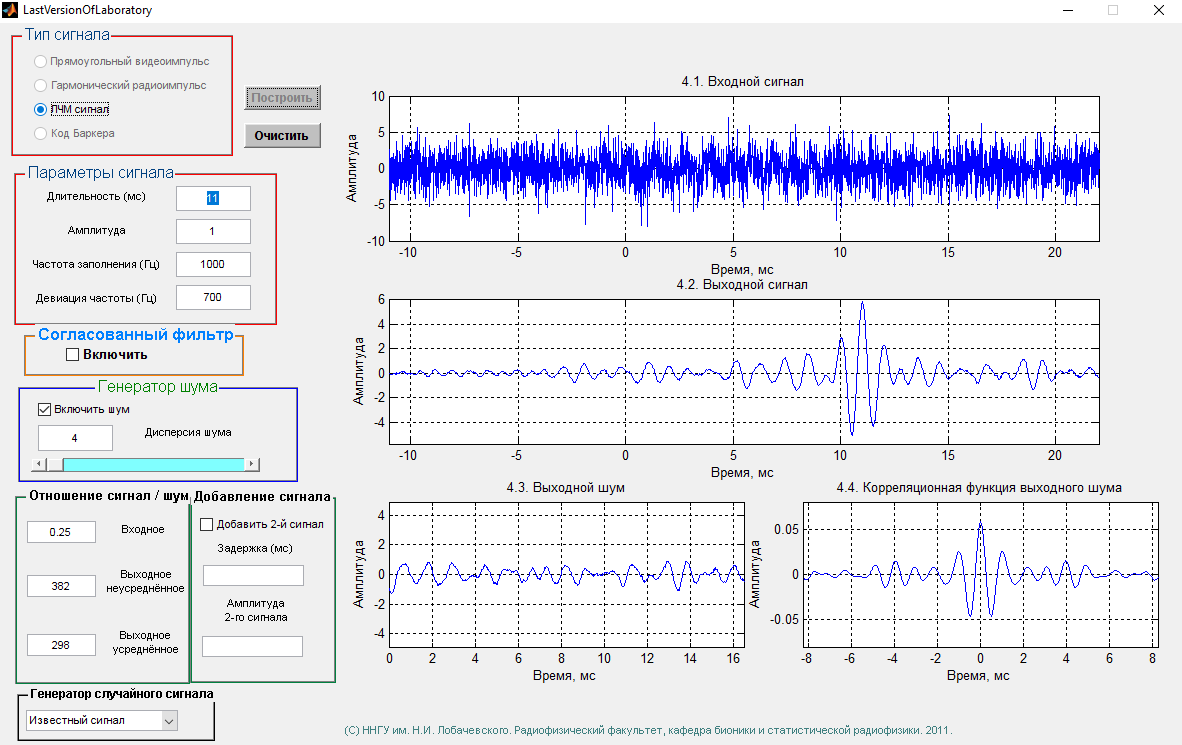 LastVersionOfLaboratory
Тип сигнала
Прямоугольный видеоимпульс
Гармонический радиоимпульс
ЛЧМ сигнал
Код Баркера
Построить
Очистить
Параметры сигнала
Длительность (мс)
11
Амплитуда
1
Частота заполнения (Гц)
1000
Девиация частоты (Гц)
700
Согласованный фильтр
Включить
Генератор шума
Включить шум
4
Дисперсия шума
Отношение сигнал / шум
0.25
Входное
382
Выходное
неусреднённое
298
Выходное
усреднённое
Добавление сигнала
Добавить 2-й сигнал
Задержка (мс)
Амплитуда
2-го сигнала
Генератор случайного сигнала
Известный сигнал
4.1. Входной сигнал
Амплитуда
10
5
0
-5
-10
-10 -5 0 5 10 15 20
Время, мс
4.2. Выходной сигнал
Амплитуда
6
4
2
0
-2
-4
-10 -5 0 5 10 15 20
Время, мс
4.3. Выходной шум
Амплитуда
4
2
0
-2
-4
0 2 4 6 8 10 12 14 16
Время, мс
4.4. Корреляционная функция выходного шума
Амплитуда
0.05
0
-0.05
-8 -6 -4 -2 0 2 4 6 8
Время, мс
(C) ННГУ им. Н.И. Лобачевского. Радиофизический факультет, кафедра бионики и статистической радиофизики. 2011.